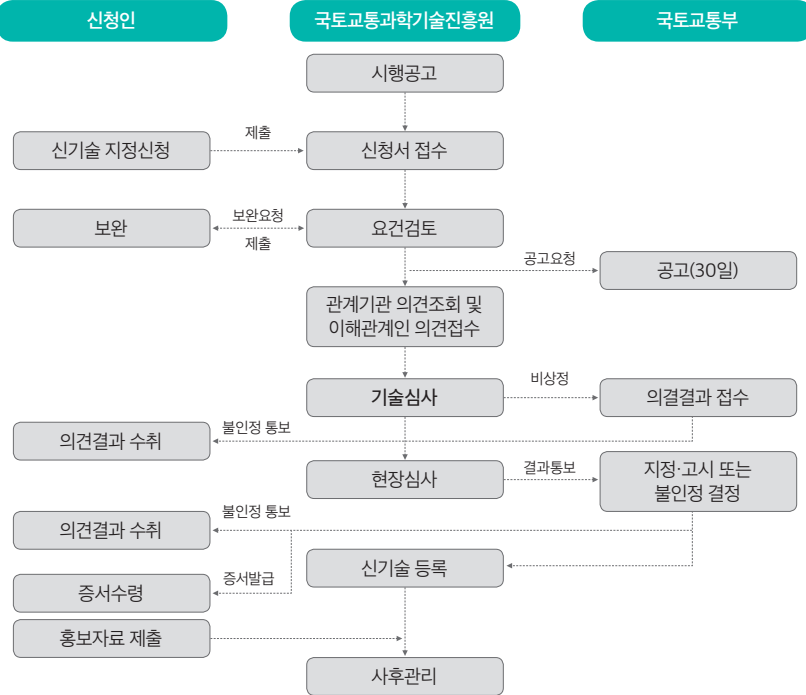 신청인
국토교통과학기술진흥원
국토교통부
시행공고
신기술 지정신청
제출
신청서 접수
보완
보완요청
제출
요건검토
공고요청
공고(30일)
관계기관 의견조회 및
이해관계인 의견접수
기술심사
비상정
의결결과 접수
의견결과 수취
불인정 통보
현장심사
결과통보
지정·고시 또는
불인정 결정
의견결과 수취
불인정 통보
신기술 등록
증서수령
증서발급
홍보자료 제출
사후관리